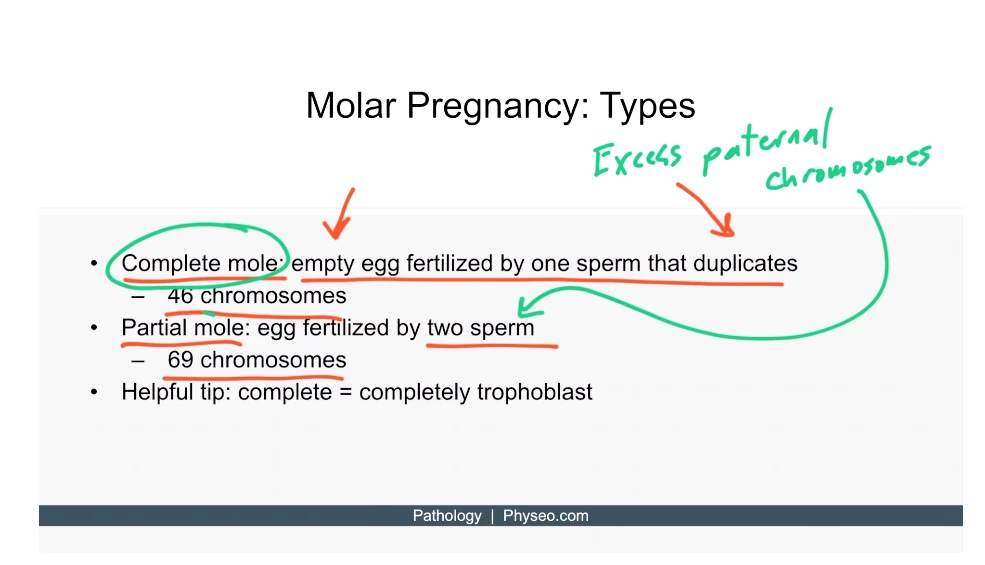 Molar Pregnancy: Types
Excess paternal
chromosomes
• Complete mole: empty egg fertilized by one sperm that duplicates
– 46 chromosomes
• Partial mole: egg fertilized by two sperm
– 69 chromosomes
• Helpful tip: complete = completely trophoblast
Pathology | Physeo.com